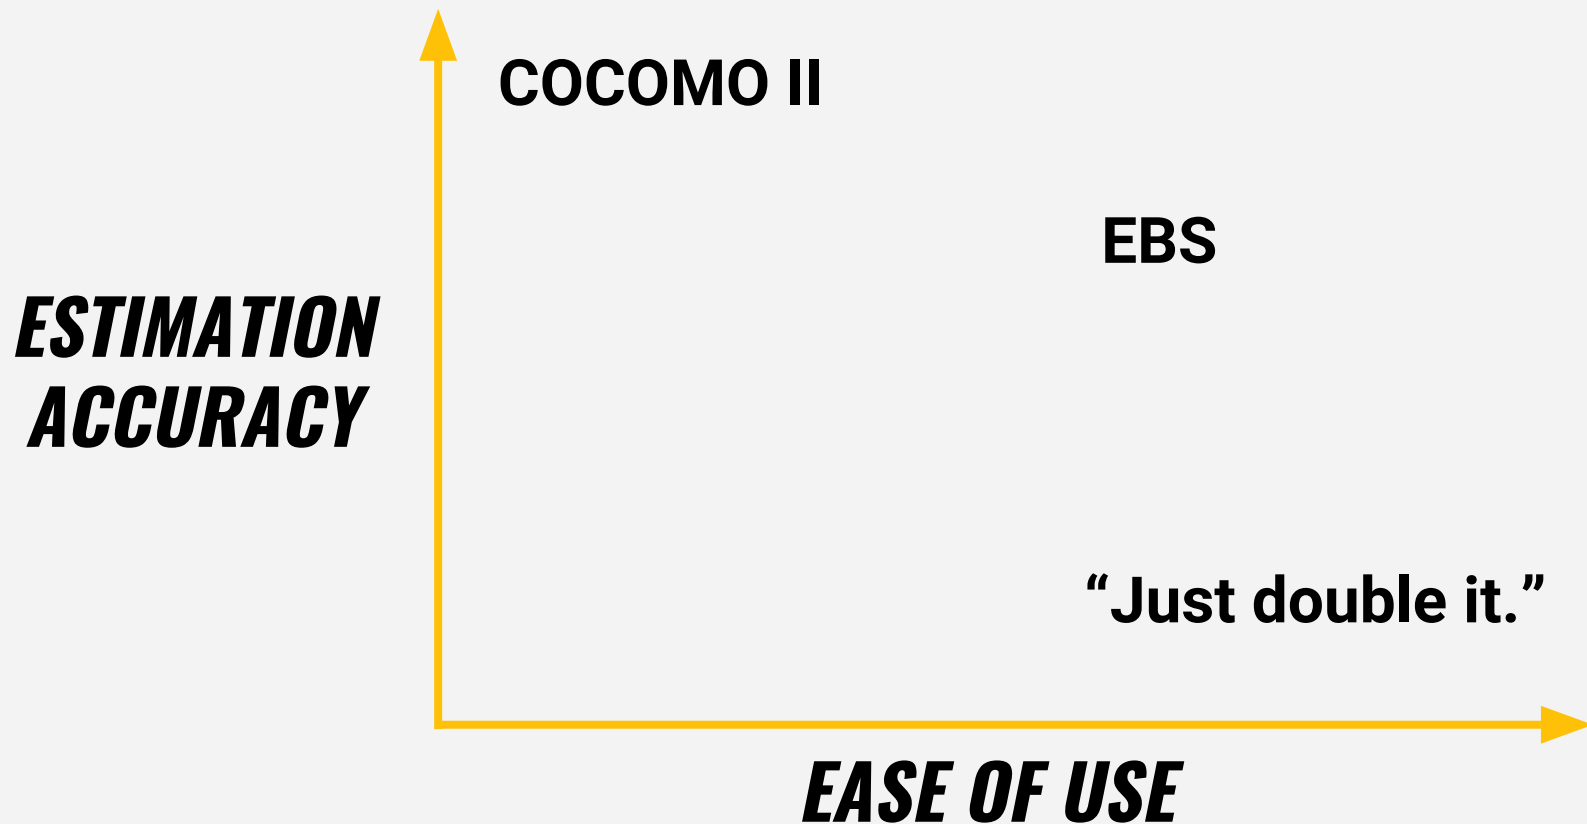 COCOMO II
EBS
ESTIMATION
ACCURACY
“Just double it.”
EASE OF USE